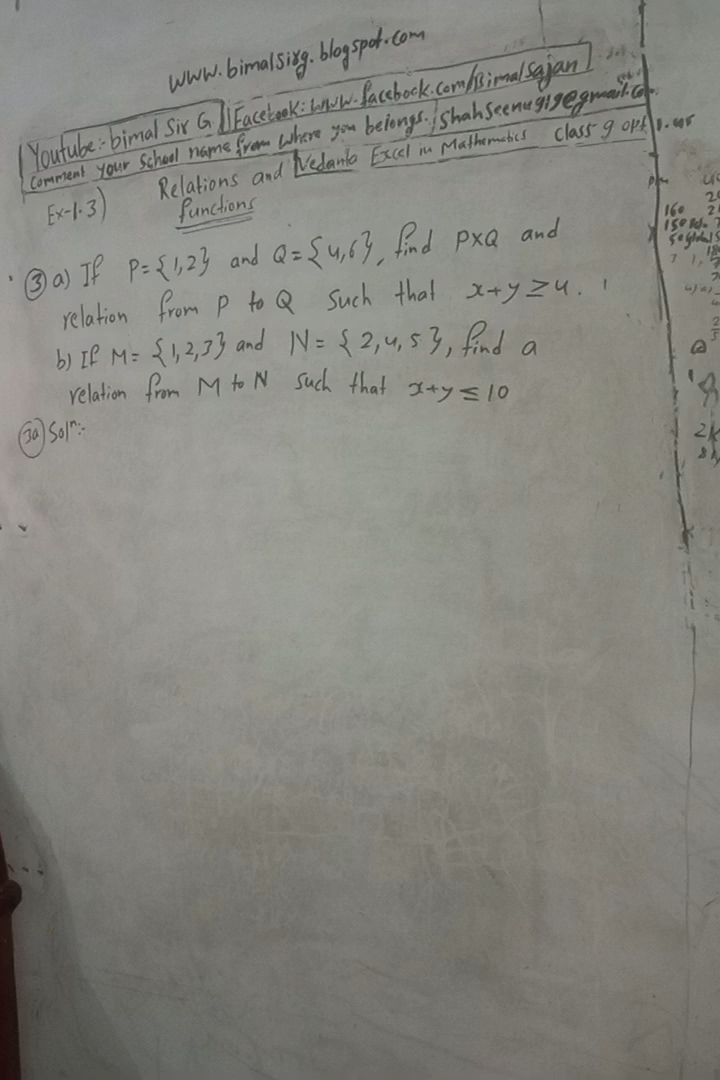 www.bimalsirg.blogspot.com
Youtube:- bimal Sir G Facebook: www.facebook.com/Bimalsajan
Comment your school name from where you belongs. shahseenu919@gmail.com
Ex-1.3) Relations and Vedanta Excel in Mathematics Class 9 opt
functions
③ a) If P= {1,2} and Q= {4,6}, find P×Q and
relation from P to Q such that x+y ≥ 4.
b) If M= {1,2,3} and N= {2,4,5}, find a
relation from M to N such that x+y ≤ 10
3a) Solⁿ:-
160
150